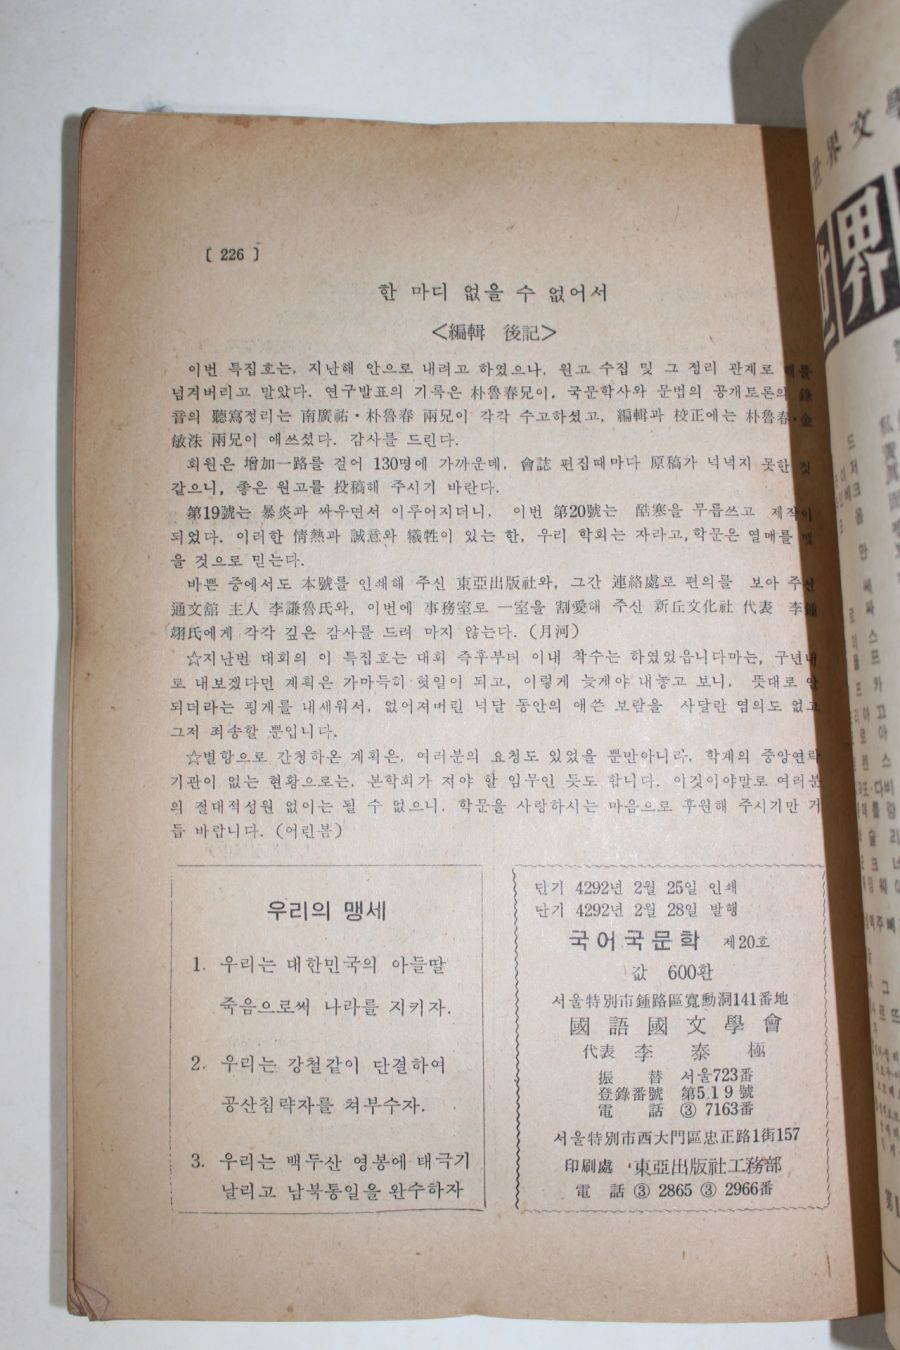 〔 226 〕
한 마디 없을 수 없어서
<編輯 後記>
이번 특집호는, 지난해 안으로 내려고 하였으나, 원고 수집 및 그 정리 관계로 해를
넘겨버리고 말았다. 연구발표의 기록은 朴魯春兄이, 국문학사와 문법의 공개토론의 錄
音의 聽寫정리는 南廣祐·朴魯春 兩兄이 각각 수고하셨고, 編輯과 校正에는 朴魯春·金
敏洙 兩兄이 애쓰셨다. 감사를 드린다.
회원은 增加一路를 걸어 130명에 가까운데, 會誌 편집때마다 原稿가 넉넉지 못한 것
같으니, 좋은 원고를 投稿해 주시기 바란다.
第19號는 暴炎과 싸우면서 이루어지더니, 이번 第20號는 酷寒을 무릅쓰고 제작이
되었다. 이러한 情熱과 誠意와 犧牲이 있는 한, 우리 학회는 자라고, 학문은 열매를 맺
을 것으로 믿는다.
바쁜 중에서도 本號를 인쇄해 주신 東亞出版社와, 그간 連絡處로 편의를 보아 주신
通文舘 主人 李謙魯氏와, 이번에 事務室로 一室을 割愛해 주신 新丘文化社 代表 李鍾
翊氏에게 각각 깊은 감사를 드려 마지 않는다. (月河)
☆지난번 대회의 이 특집호는 대회 즉후부터 이내 착수는 하였었읍니다마는, 구년내
로 내보겠다던 계획은 가마득히 헛일이 되고, 이렇게 늦게야 내놓고 보니, 뜻대로 안
되더라는 핑게를 내세워서, 없어져버린 넉달 동안의 애쓴 보람을 사달란 염의도 없고
그저 죄송할 뿐입니다.
☆별항으로 간청하온 계획은, 여러분의 요청도 있었을 뿐만아니라, 학계의 중앙연락
기관이 없는 현황으로는, 본학회가 져야 할 임무인 듯도 합니다. 이것이야말로 여러분
의 절대적성원 없이는 될 수 없으니, 학문을 사랑하시는 마음으로 후원해 주시기만 거
듭 바랍니다. (어린봄)
우리의 맹세
1. 우리는 대한민국의 아들딸
죽음으로써 나라를 지키자.
2. 우리는 강철같이 단결하여
공산침략자를 쳐부수자.
3. 우리는 백두산 영봉에 태극기
날리고 남북통일을 완수하자
단기 4292년 2월 25일 인쇄
단기 4292년 2월 28일 발행
국어국문학 제20호
값 600환
서울特別市鍾路區寬勳洞141番地
國語國文學會
代表 李泰極
振替 서울723番
登錄番號 第519號
電話 ③ 7163番
서울特別市西大門區忠正路1街157
印刷處 東亞出版社工務部
電話 ③ 2865 ③ 2966番
世界文學
世界